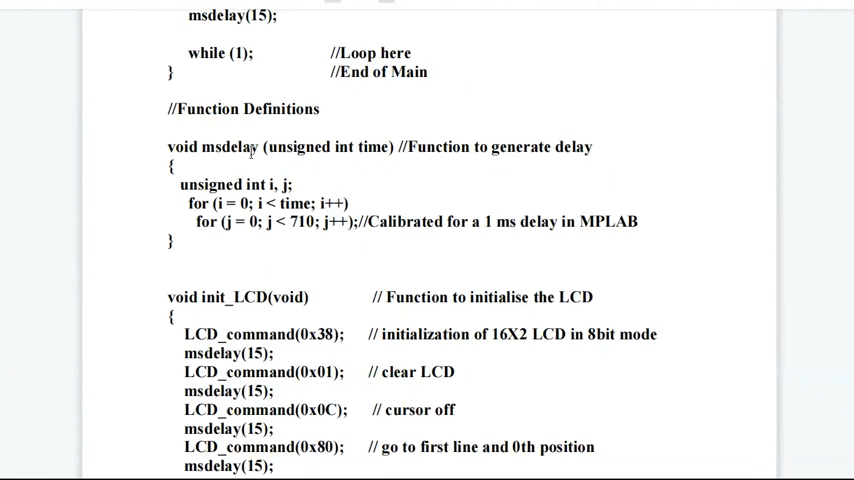 msdelay(15);
while (1); //Loop here
} //End of Main
//Function Definitions
void msdelay (unsigned int time) //Function to generate delay
{
unsigned int i, j;
for (i = 0; i < time; i++)
for (j = 0; j < 710; j++);//Calibrated for a 1 ms delay in MPLAB
}
void init_LCD(void) // Function to initialise the LCD
{
LCD_command(0x38); // initialization of 16X2 LCD in 8bit mode
msdelay(15);
LCD_command(0x01); // clear LCD
msdelay(15);
LCD_command(0x0C); // cursor off
msdelay(15);
LCD_command(0x80); // go to first line and 0th position
msdelay(15);